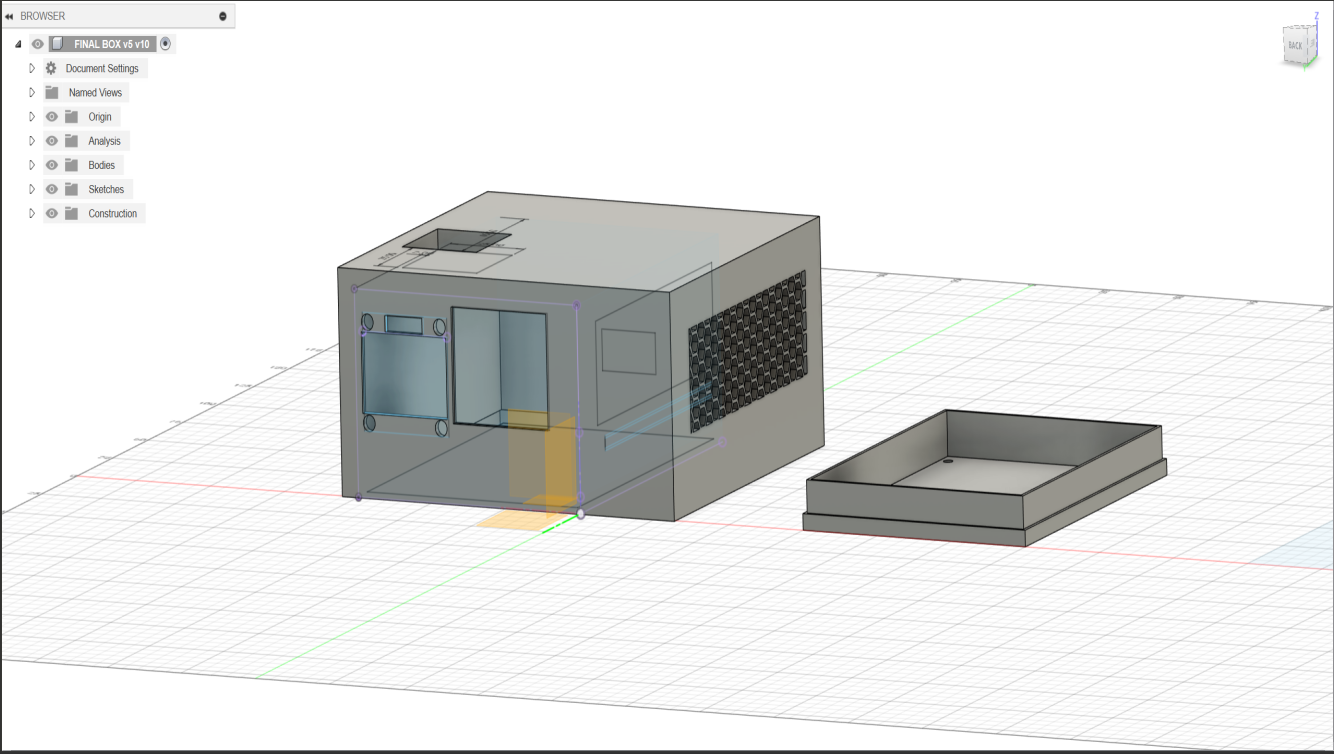 BROWSER
FINAL BOX v5 v10
Document Settings
Named Views
Origin
Analysis
Bodies
Sketches
Construction
Z
BACK